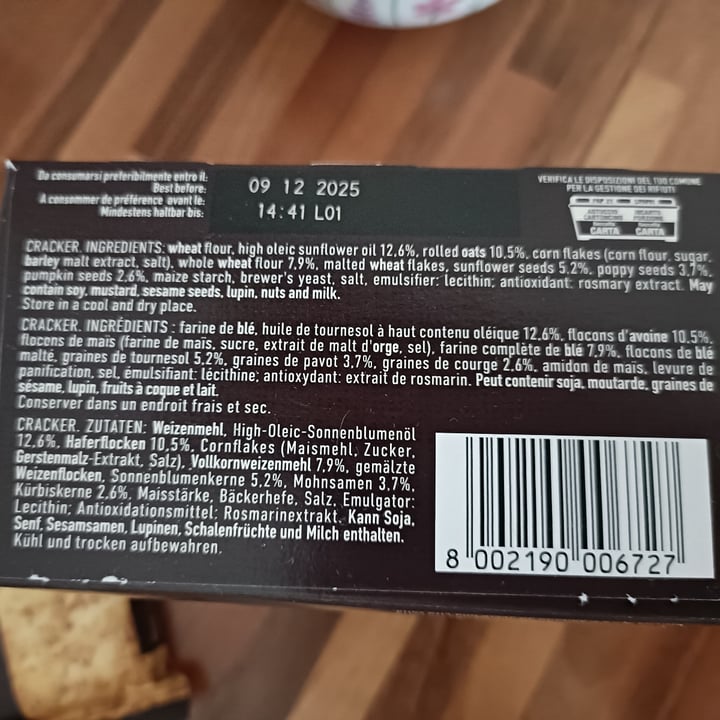 Da consumarsi preferibilmente entro il:
Best before:
A consommer de préférence avant le:
Mindestens haltbar bis:
09 12 2025
14:41 L01
VERIFICA LE DISPOSIZIONI DEL TUO COMUNE
PER LA GESTIONE DEI RIFIUTI
CARTA CARTA
CRACKER. INGREDIENTS: wheat flour, high oleic sunflower oil 12,6%, rolled oats 10,5%, corn flakes (corn flour, sugar,
barley malt extract, salt), whole wheat flour 7,9%, malted wheat flakes, sunflower seeds 5.2%, poppy seeds 3,7%,
pumpkin seeds 2,6%, maize starch, brewer's yeast, salt, emulsifier: lecithin; antioxidant: rosmary extract. May
contain soy, mustard, sesame seeds, lupin, nuts and milk.
Store in a cool and dry place.
CRACKER. INGRÉDIENTS : farine de blé, huile de tournesol à haut contenu oléique 12,6%, flocons d'avoine 10,5%,
flocons de maïs (farine de maïs, sucre, extrait de malt d'orge, sel), farine complète de blé 7,9%, flocons de blé
malté, graines de tournesol 5,2%, graines de pavot 3,7%, graines de courge 2,6%, amidon de maïs, levure de
panification, sel, émulsifiant: lécithine; antioxydant: extrait de rosmarin. Peut contenir soja, moutarde, graines de
sésame, lupin, fruits à coque et lait.
Conserver dans un endroit frais et sec.
CRACKER. ZUTATEN: Weizenmehl, High-Oleic-Sonnenblumenöl
12,6%, Haferflocken 10,5%, Cornflakes (Maismehl, Zucker,
Gerstenmalz-Extrakt, Salz), Vollkornweizenmehl 7,9%, gemälzte
Weizenflocken, Sonnenblumenkerne 5,2%, Mohnsamen 3,7%,
Kürbiskerne 2,6%, Maisstärke, Bäckerhefe, Salz, Emulgator:
Lecithin; Antioxidationsmittel: Rosmarinextrakt. Kann Soja,
Senf, Sesamsamen, Lupinen, Schalenfrüchte und Milch enthalten.
Kühl und trocken aufbewahren.
8 002190 006727